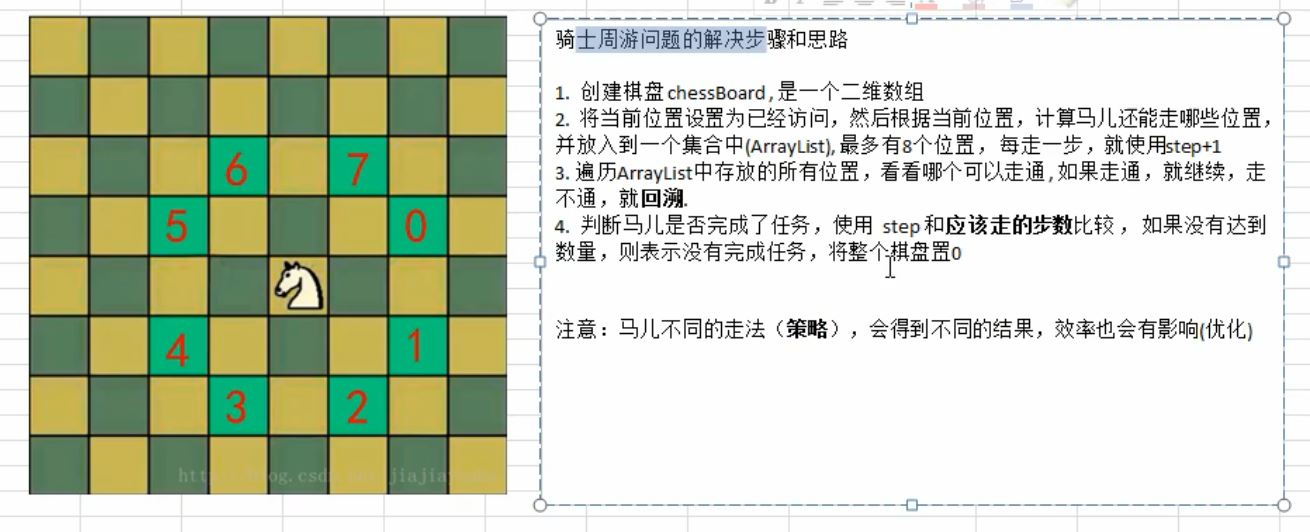 骑士周游问题的解决步骤和思路
1. 创建棋盘 chessBoard , 是一个二维数组
2. 将当前位置设置为已经访问，然后根据当前位置，计算马儿还能走哪些位置，
并放入到一个集合中(ArrayList), 最多有8个位置，每走一步，就使用step+1
3. 遍历ArrayList中存放的所有位置，看看哪个可以走通 , 如果走通，就继续，走
不通，就回溯.
4. 判断马儿是否完成了任务，使用 step 和应该走的步数比较 ， 如果没有达到
数量，则表示没有完成任务，将整个棋盘置0
注意：马儿不同的走法（策略），会得到不同的结果，效率也会有影响(优化)
6 7
5 0
4 1
3 2